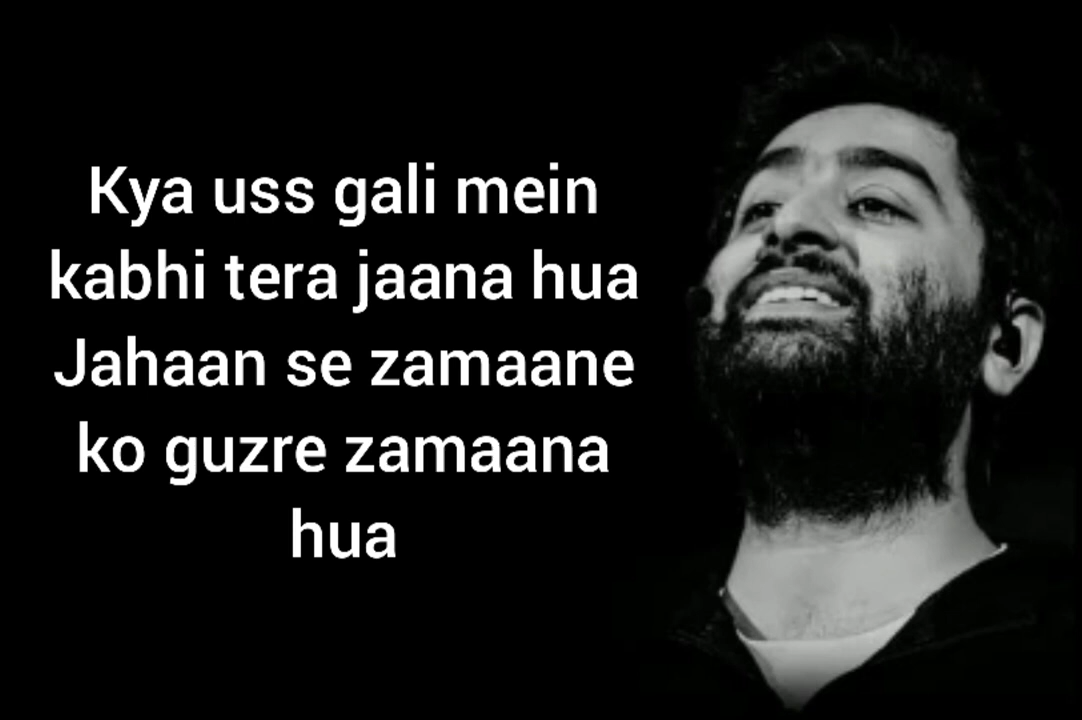 Kya uss gali mein
kabhi tera jaana hua
Jahaan se zamaane
ko guzre zamaana
hua